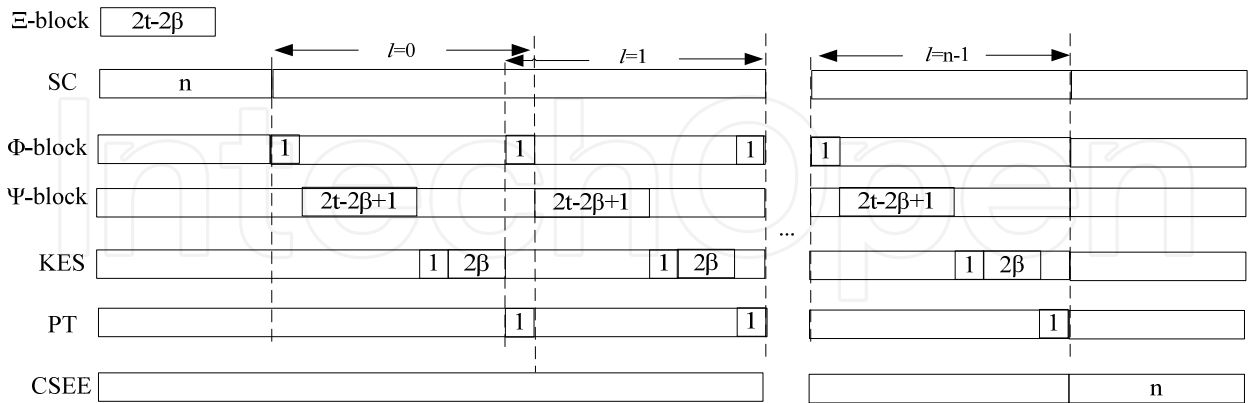 Ξ-block 2t-2β
l=0 l=1 l=n-1
SC n
Φ-block 1 1 1 1
Ψ-block 2t-2β+1 2t-2β+1 2t-2β+1
...
KES 1 2β 1 2β 1 2β
PT 1 1 1
CSEE n
IntechOpen